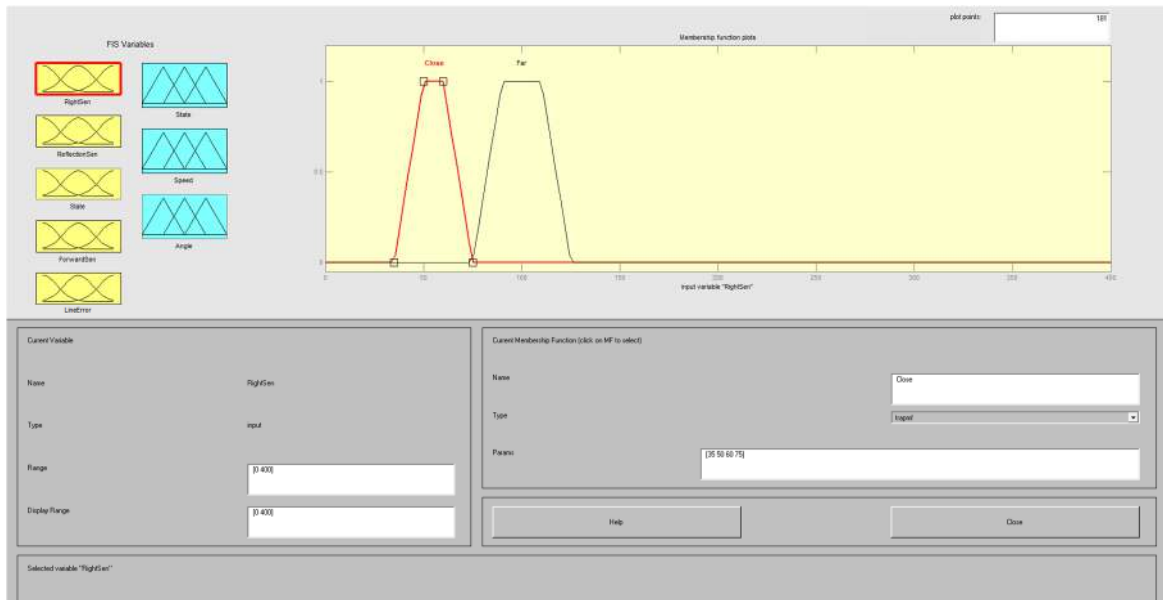 plot points:
181
FIS Variables
Membership function plots
RightSen
ReflectionSen
State
ForwardSen
LineError
State
Speed
Angle
Close
Far
1
0.5
0
0 50 100 150 200 250 300 350 400
input variable "RightSen"
Current Variable
Name RightSen
Type input
Range [0 400]
Display Range [0 400]
Current Membership Function (click on MF to select)
Name Close
Type trapmf
Params [35 50 60 75]
Help Close
Selected variable "RightSen"